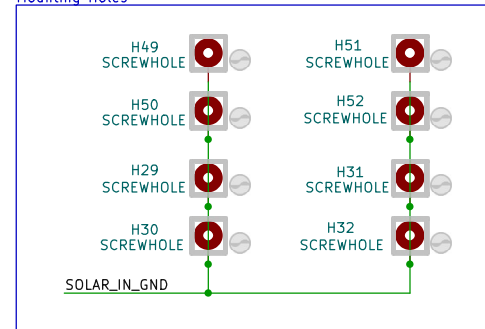 Mounting Holes
H49
SCREWHOLE
H51
SCREWHOLE
H50
SCREWHOLE
H52
SCREWHOLE
H29
SCREWHOLE
H31
SCREWHOLE
H30
SCREWHOLE
H32
SCREWHOLE
SOLAR_IN_GND